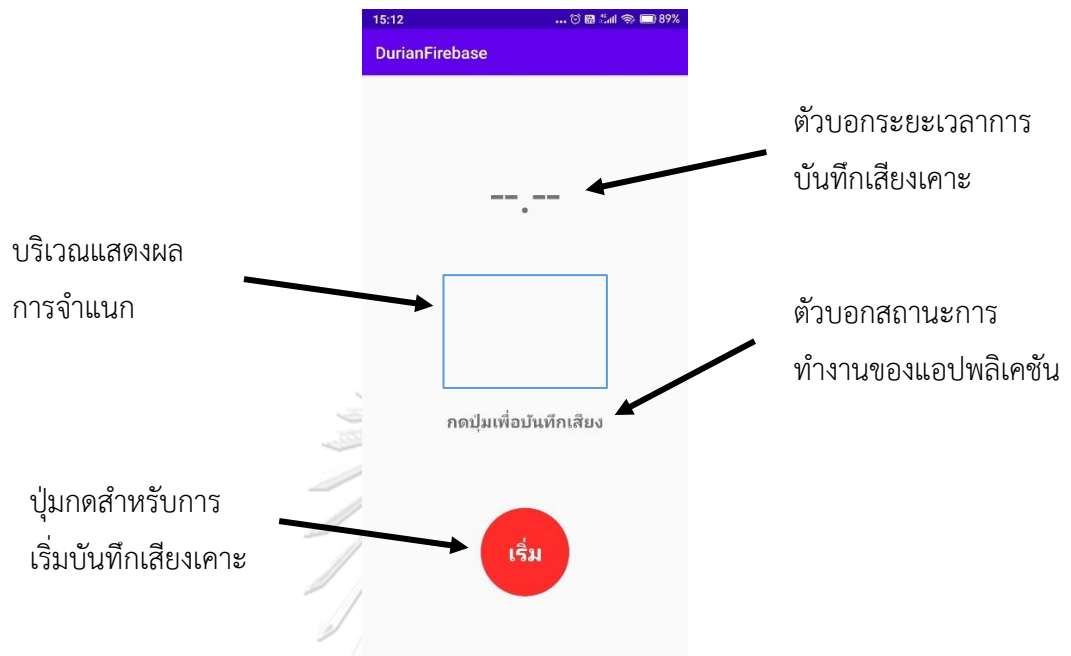 15:12 ... 4G 89%
DurianFirebase
ตัวบอกระยะเวลาการ
บันทึกเสียงเคาะ
--.--
บริเวณแสดงผล
การจำแนก
ตัวบอกสถานะการ
ทำงานของแอปพลิเคชัน
กดปุ่มเพื่อบันทึกเสียง
ปุ่มกดสำหรับการ
เริ่มบันทึกเสียงเคาะ
เริ่ม